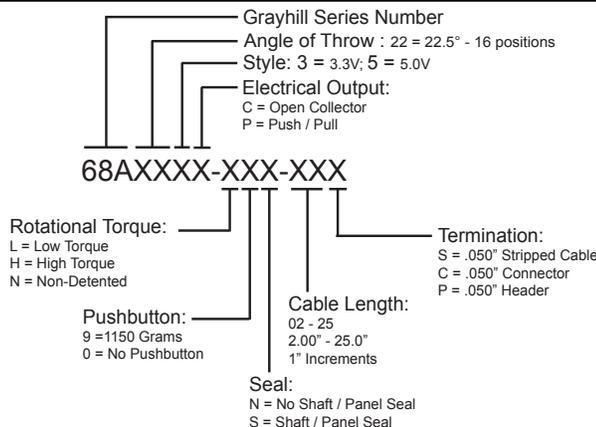 Grayhill Series Number
Angle of Throw : 22 = 22.5° - 16 positions
Style: 3 = 3.3V; 5 = 5.0V
Electrical Output:
C = Open Collector
P = Push / Pull
68AXXXX-XXX-XXX
Rotational Torque:
L = Low Torque
H = High Torque
N = Non-Detented
Termination:
S = .050” Stripped Cable
C = .050” Connector
P = .050” Header
Pushbutton:
9 =1150 Grams
0 = No Pushbutton
Cable Length:
02 - 25
2.00” - 25.0”
1” Increments
Seal:
N = No Shaft / Panel Seal
S = Shaft / Panel Seal